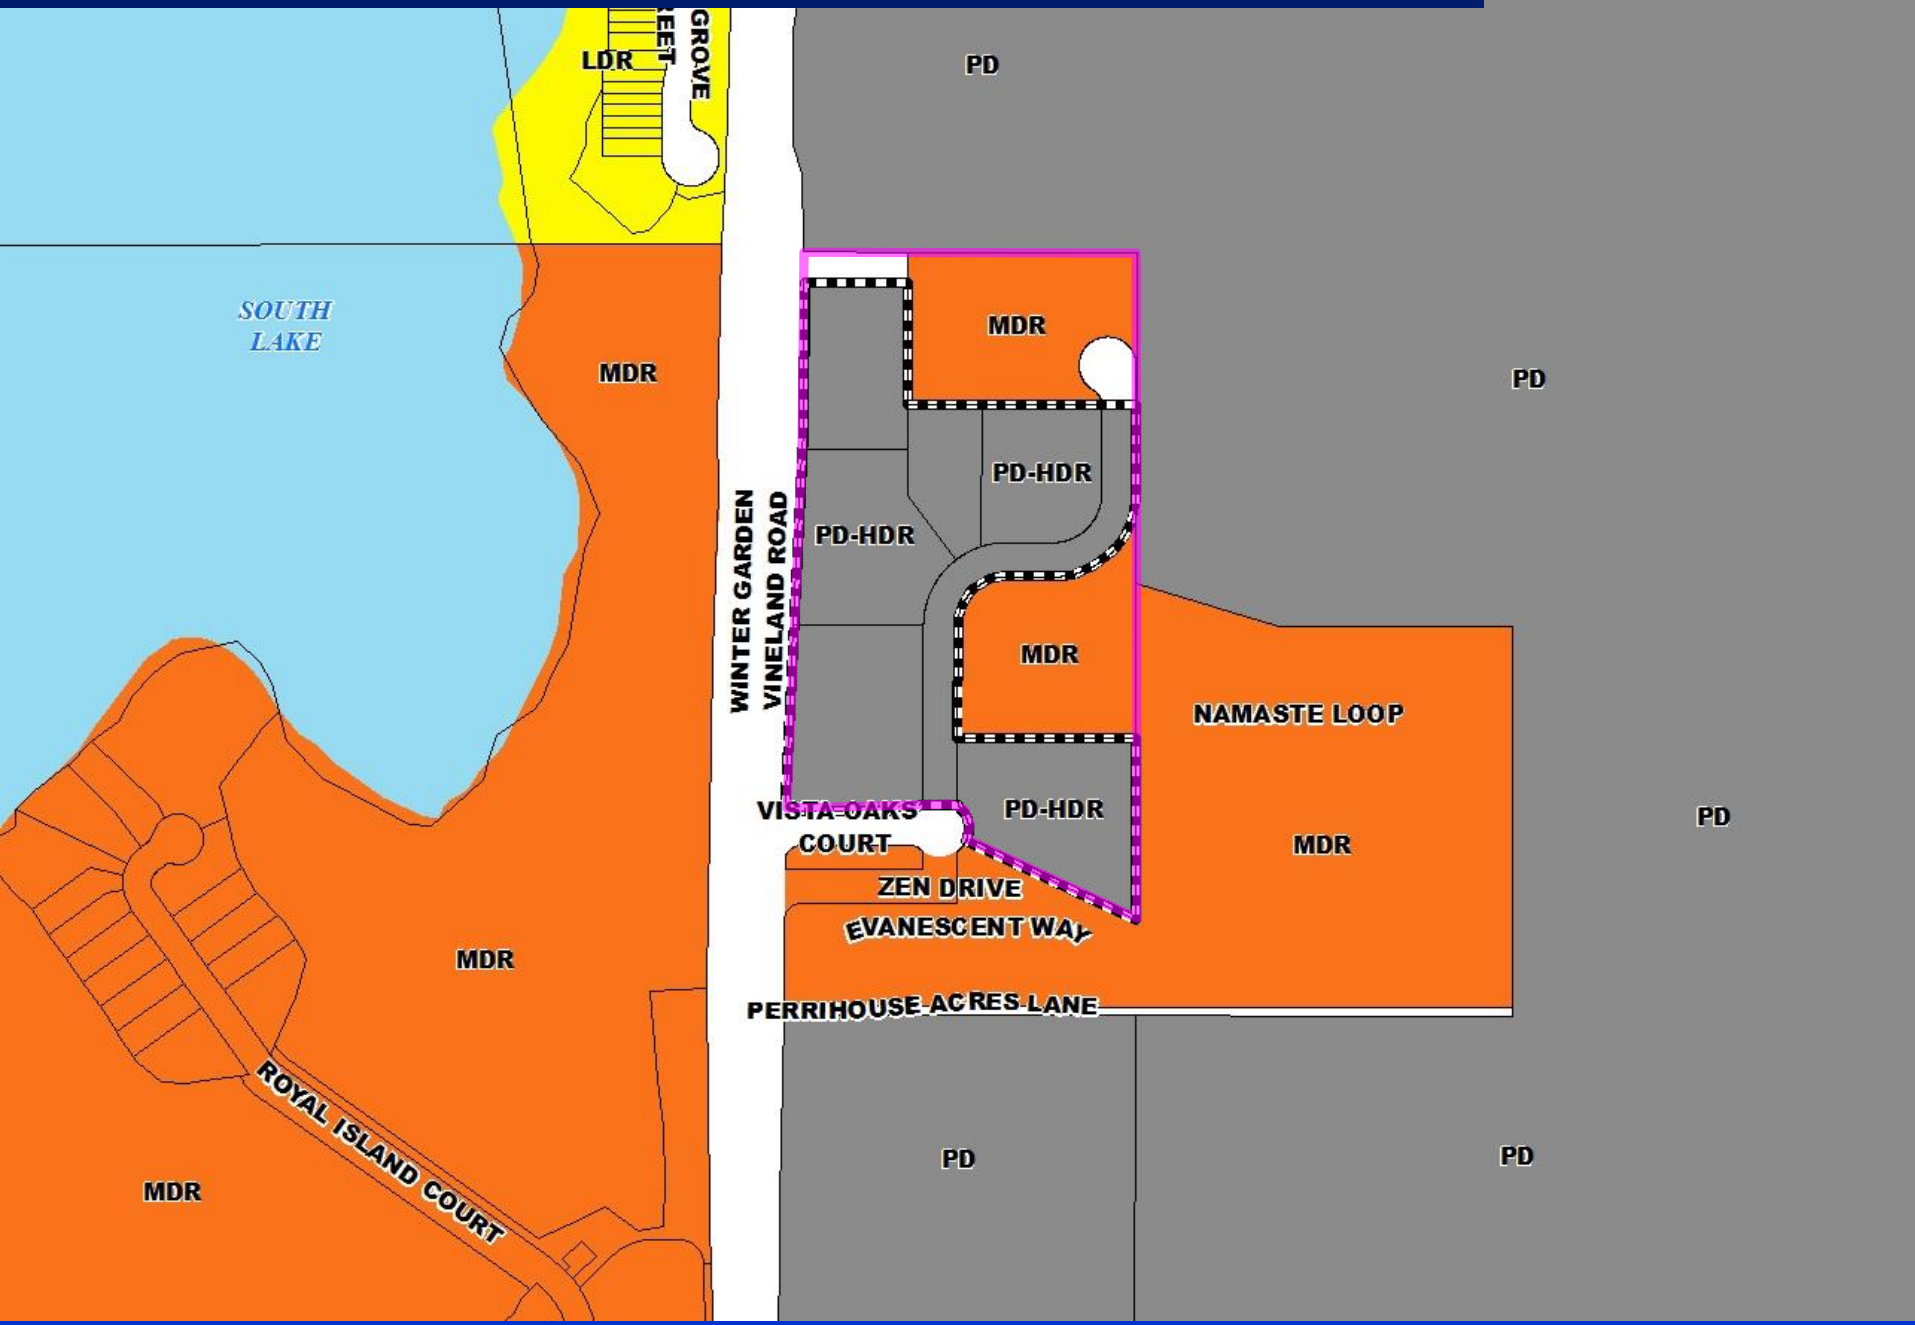 GROVE
REET
LDR
PD
SOUTH
LAKE
MDR
MDR
PD
PD-HDR
WINTER GARDEN
VINELAND ROAD
PD-HDR
MDR
NAMASTE LOOP
VISTA OAKS
COURT
PD-HDR
PD
MDR
ZEN DRIVE
EVANESCENT WAY
MDR
PERRIHOUSE ACRES LANE
ROYAL ISLAND COURT
PD
PD
MDR